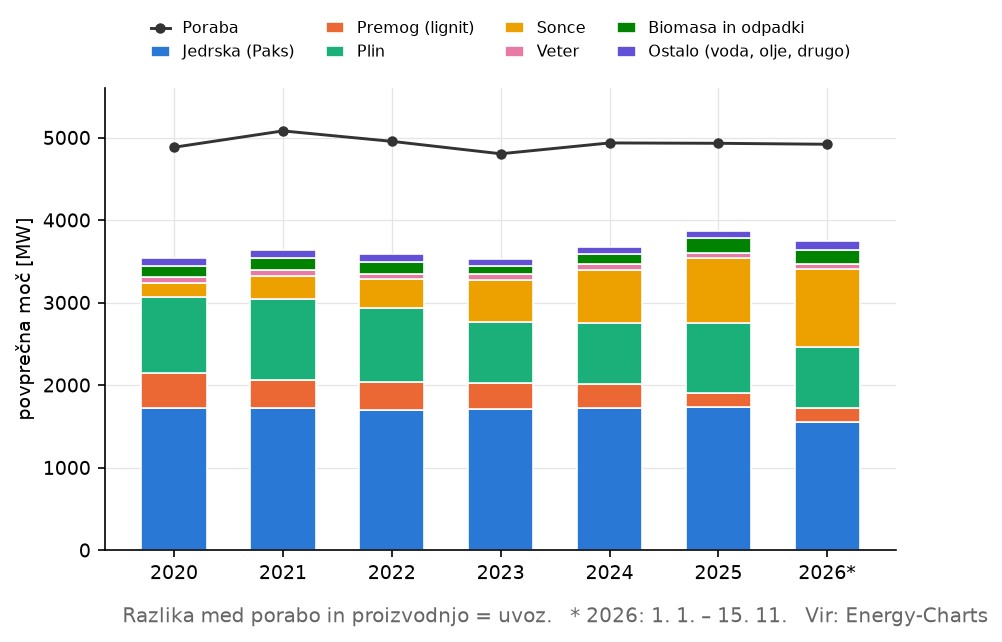 Poraba Premog (lignit) Sonce Biomasa in odpadki
Jedrska (Paks) Plin Veter Ostalo (voda, olje, drugo)
povprečna moč [MW]
5000
4000
3000
2000
1000
0
2020 2021 2022 2023 2024 2025 2026*
Razlika med porabo in proizvodnjo = uvoz. * 2026: 1. 1. – 15. 11. Vir: Energy-Charts